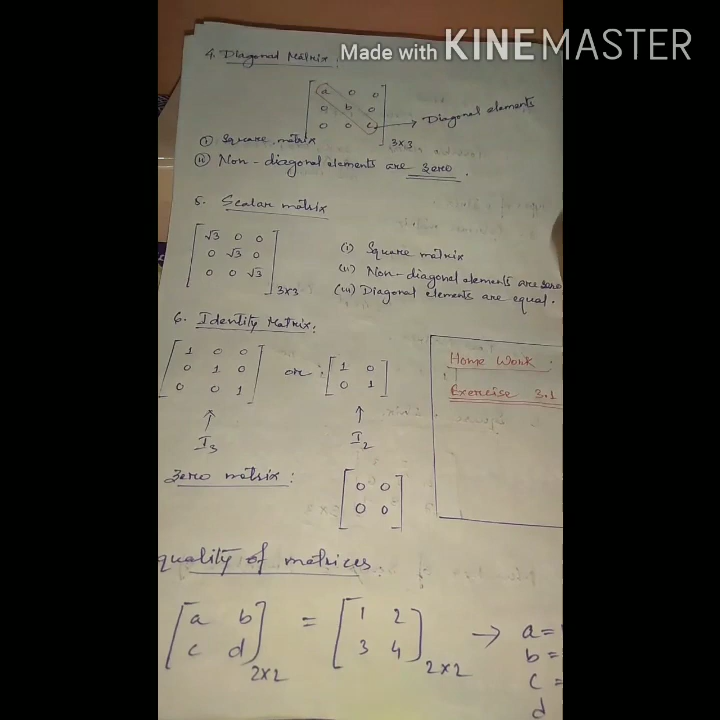 Made with KINEMASTER
4. Diagonal Matrix:
a 0 0
0 b 0
0 0 c
3×3
Diagonal elements
(i) Square matrix
(ii) Non-diagonal elements are zero.
5. Scalar matrix
√3 0 0
0 √3 0
0 0 √3
3×3
(i) Square matrix
(ii) Non-diagonal elements are zero
(iii) Diagonal elements are equal.
6. Identity Matrix:
1 0 0
0 1 0
0 0 1
or
1 0
0 1
I3
I2
Home Work.
Exercise 3.1
Zero matrix:
0 0
0 0
quality of matrices:
a b
c d
2×2
=
1 2
3 4
2×2
→
a=
b=
c=
d